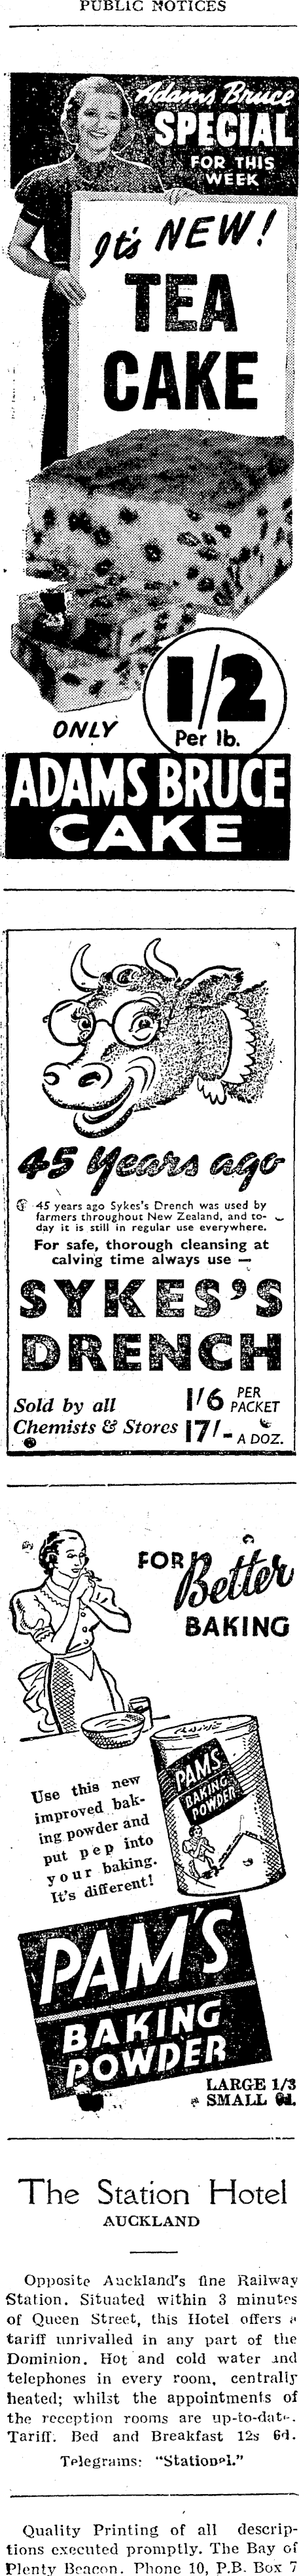 PUBLIC NOTICES
Adams Bruce
SPECIAL
FOR THIS
WEEK
It's NEW!
TEA
CAKE
1/2
Per lb.
ONLY
ADAMS BRUCE
CAKE
45 years ago
45 years ago Sykes's Drench was used by
farmers throughout New Zealand, and to-
day it is still in regular use everywhere.
For safe, thorough cleansing at
calving time always use —
SYKES'S
DRENCH
Sold by all
Chemists & Stores
1/6 PER
PACKET
17/- A DOZ.
FOR Better
BAKING
PAM'S
BAKING
POWDER
Use this new
improved bak-
ing powder and
put pep into
your baking.
It's different!
PAM'S
BAKING
POWDER
LARGE 1/3
SMALL 6d.
The Station Hotel
AUCKLAND
Opposite Auckland's fine Railway
Station. Situated within 3 minutes
of Queen Street, this Hotel offers a
tariff unrivalled in any part of the
Dominion. Hot and cold water and
telephones in every room, centrally
heated; whilst the appointments of
the reception rooms are up-to-date.
Tariff. Bed and Breakfast 12s 6d.
Telegrams: "Stationel."
Quality Printing of all descrip-
tions executed promptly. The Bay of
Plenty Beacon. Phone 10, P.B. Box 7